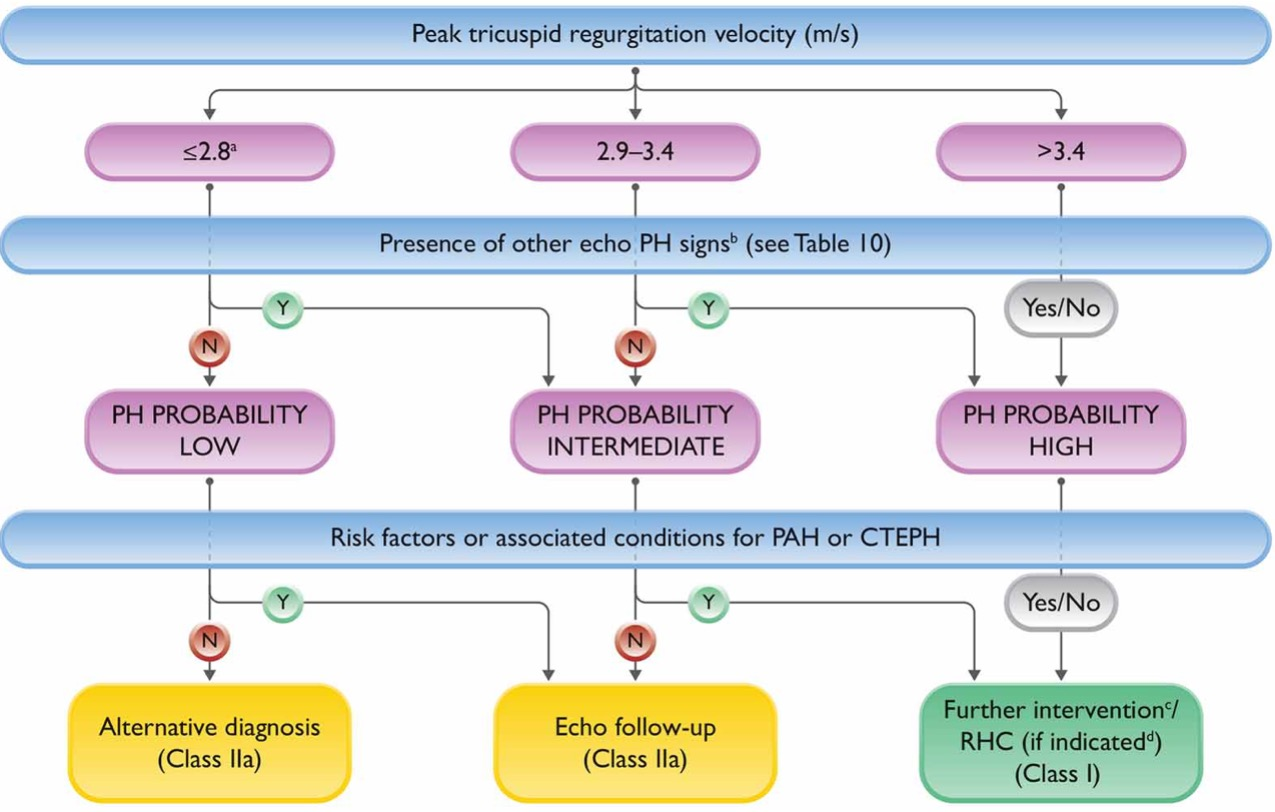 Peak tricuspid regurgitation velocity (m/s)
≤2.8ᵃ
2.9–3.4
>3.4
Presence of other echo PH signsᵇ (see Table 10)
Y
Y
Yes/No
N
N
PH PROBABILITY
LOW
PH PROBABILITY
INTERMEDIATE
PH PROBABILITY
HIGH
Risk factors or associated conditions for PAH or CTEPH
Y
Y
Yes/No
N
N
Alternative diagnosis
(Class IIa)
Echo follow-up
(Class IIa)
Further interventionᶜ/
RHC (if indicatedᵈ)
(Class I)